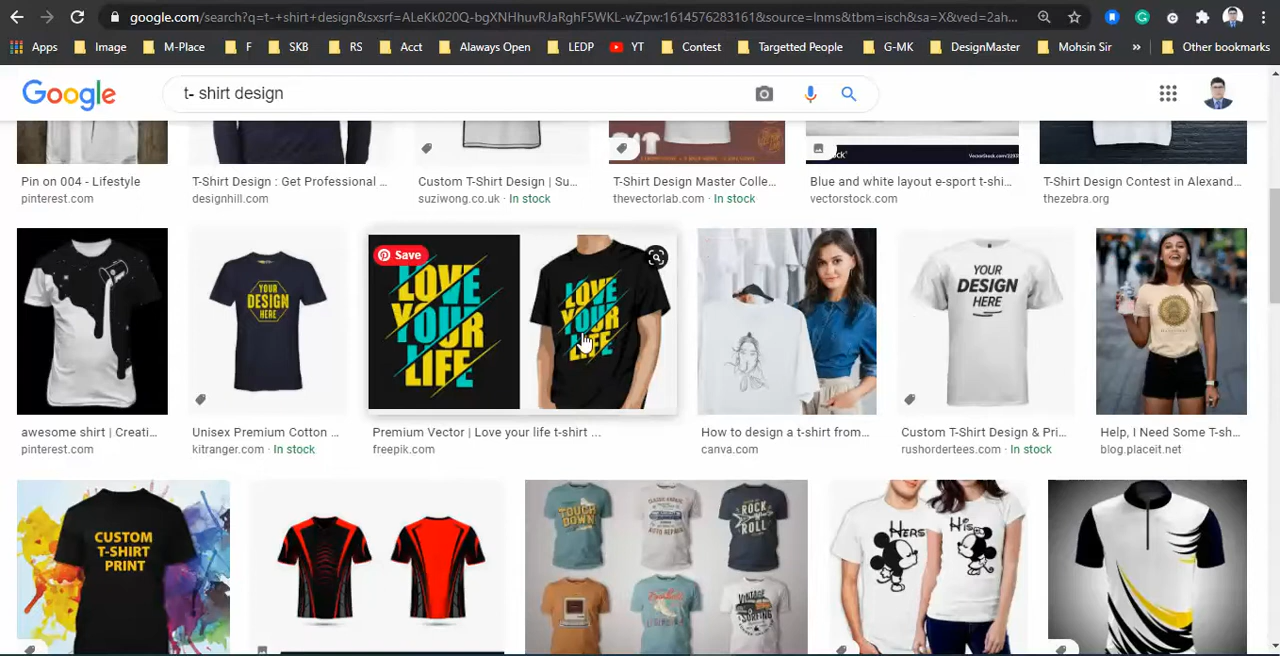 google.com/search?q=t-+shirt+design&sxsrf=ALeKk020Q-bgXNHhuvRJaRghF5WKL-wZpw:1614576283161&source=lnms&tbm=isch&sa=X&ved=2ah...
Apps Image M-Place F SKB RS Acct Alaways Open LEDP YT Contest Targetted People G-MK DesignMaster Mohsin Sir » Other bookmarks
Google t- shirt design
Pin on 004 - Lifestyle
pinterest.com
T-Shirt Design : Get Professional ...
designhill.com
Custom T-Shirt Design | Su...
suziwong.co.uk · In stock
T-Shirt Design Master Colle...
thevectorlab.com · In stock
Blue and white layout e-sport t-shi...
vectorstock.com
T-Shirt Design Contest in Alexand...
thezebra.org
YOUR
DESIGN
HERE
Save
LOVE
YOUR
LIFE
LOVE
YOUR
LIFE
YOUR
DESIGN
HERE
awesome shirt | Creati...
pinterest.com
Unisex Premium Cotton ...
kitranger.com · In stock
Premium Vector | Love your life t-shirt ...
freepik.com
How to design a t-shirt from...
canva.com
Custom T-Shirt Design & Pri...
rushordertees.com · In stock
Help, I Need Some T-sh...
blog.placeit.net
CUSTOM
T-SHIRT
PRINT
TOUCH
DOWN
ROCK
ROLL
VINTAGE
SURFING
HERS
HIS